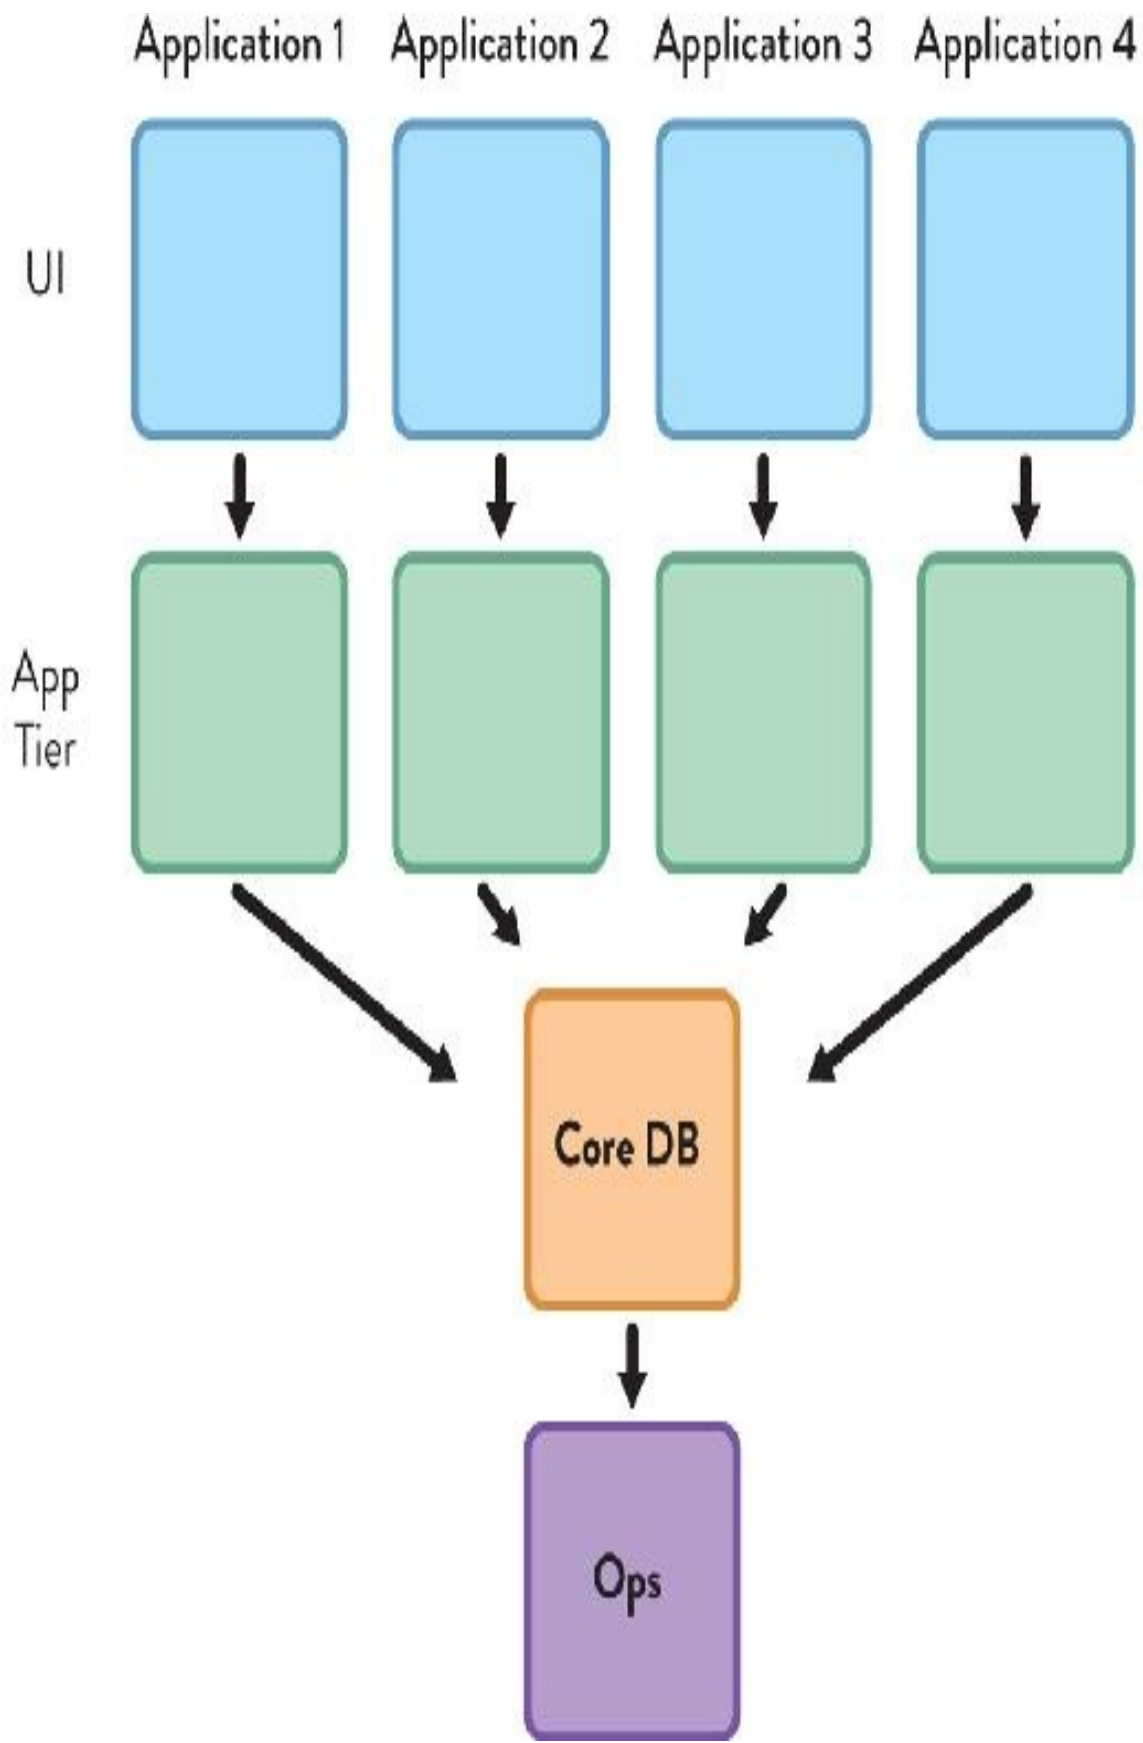 Application 1
Application 2
Application 3
Application 4
UI
App
Tier
Core DB
Ops